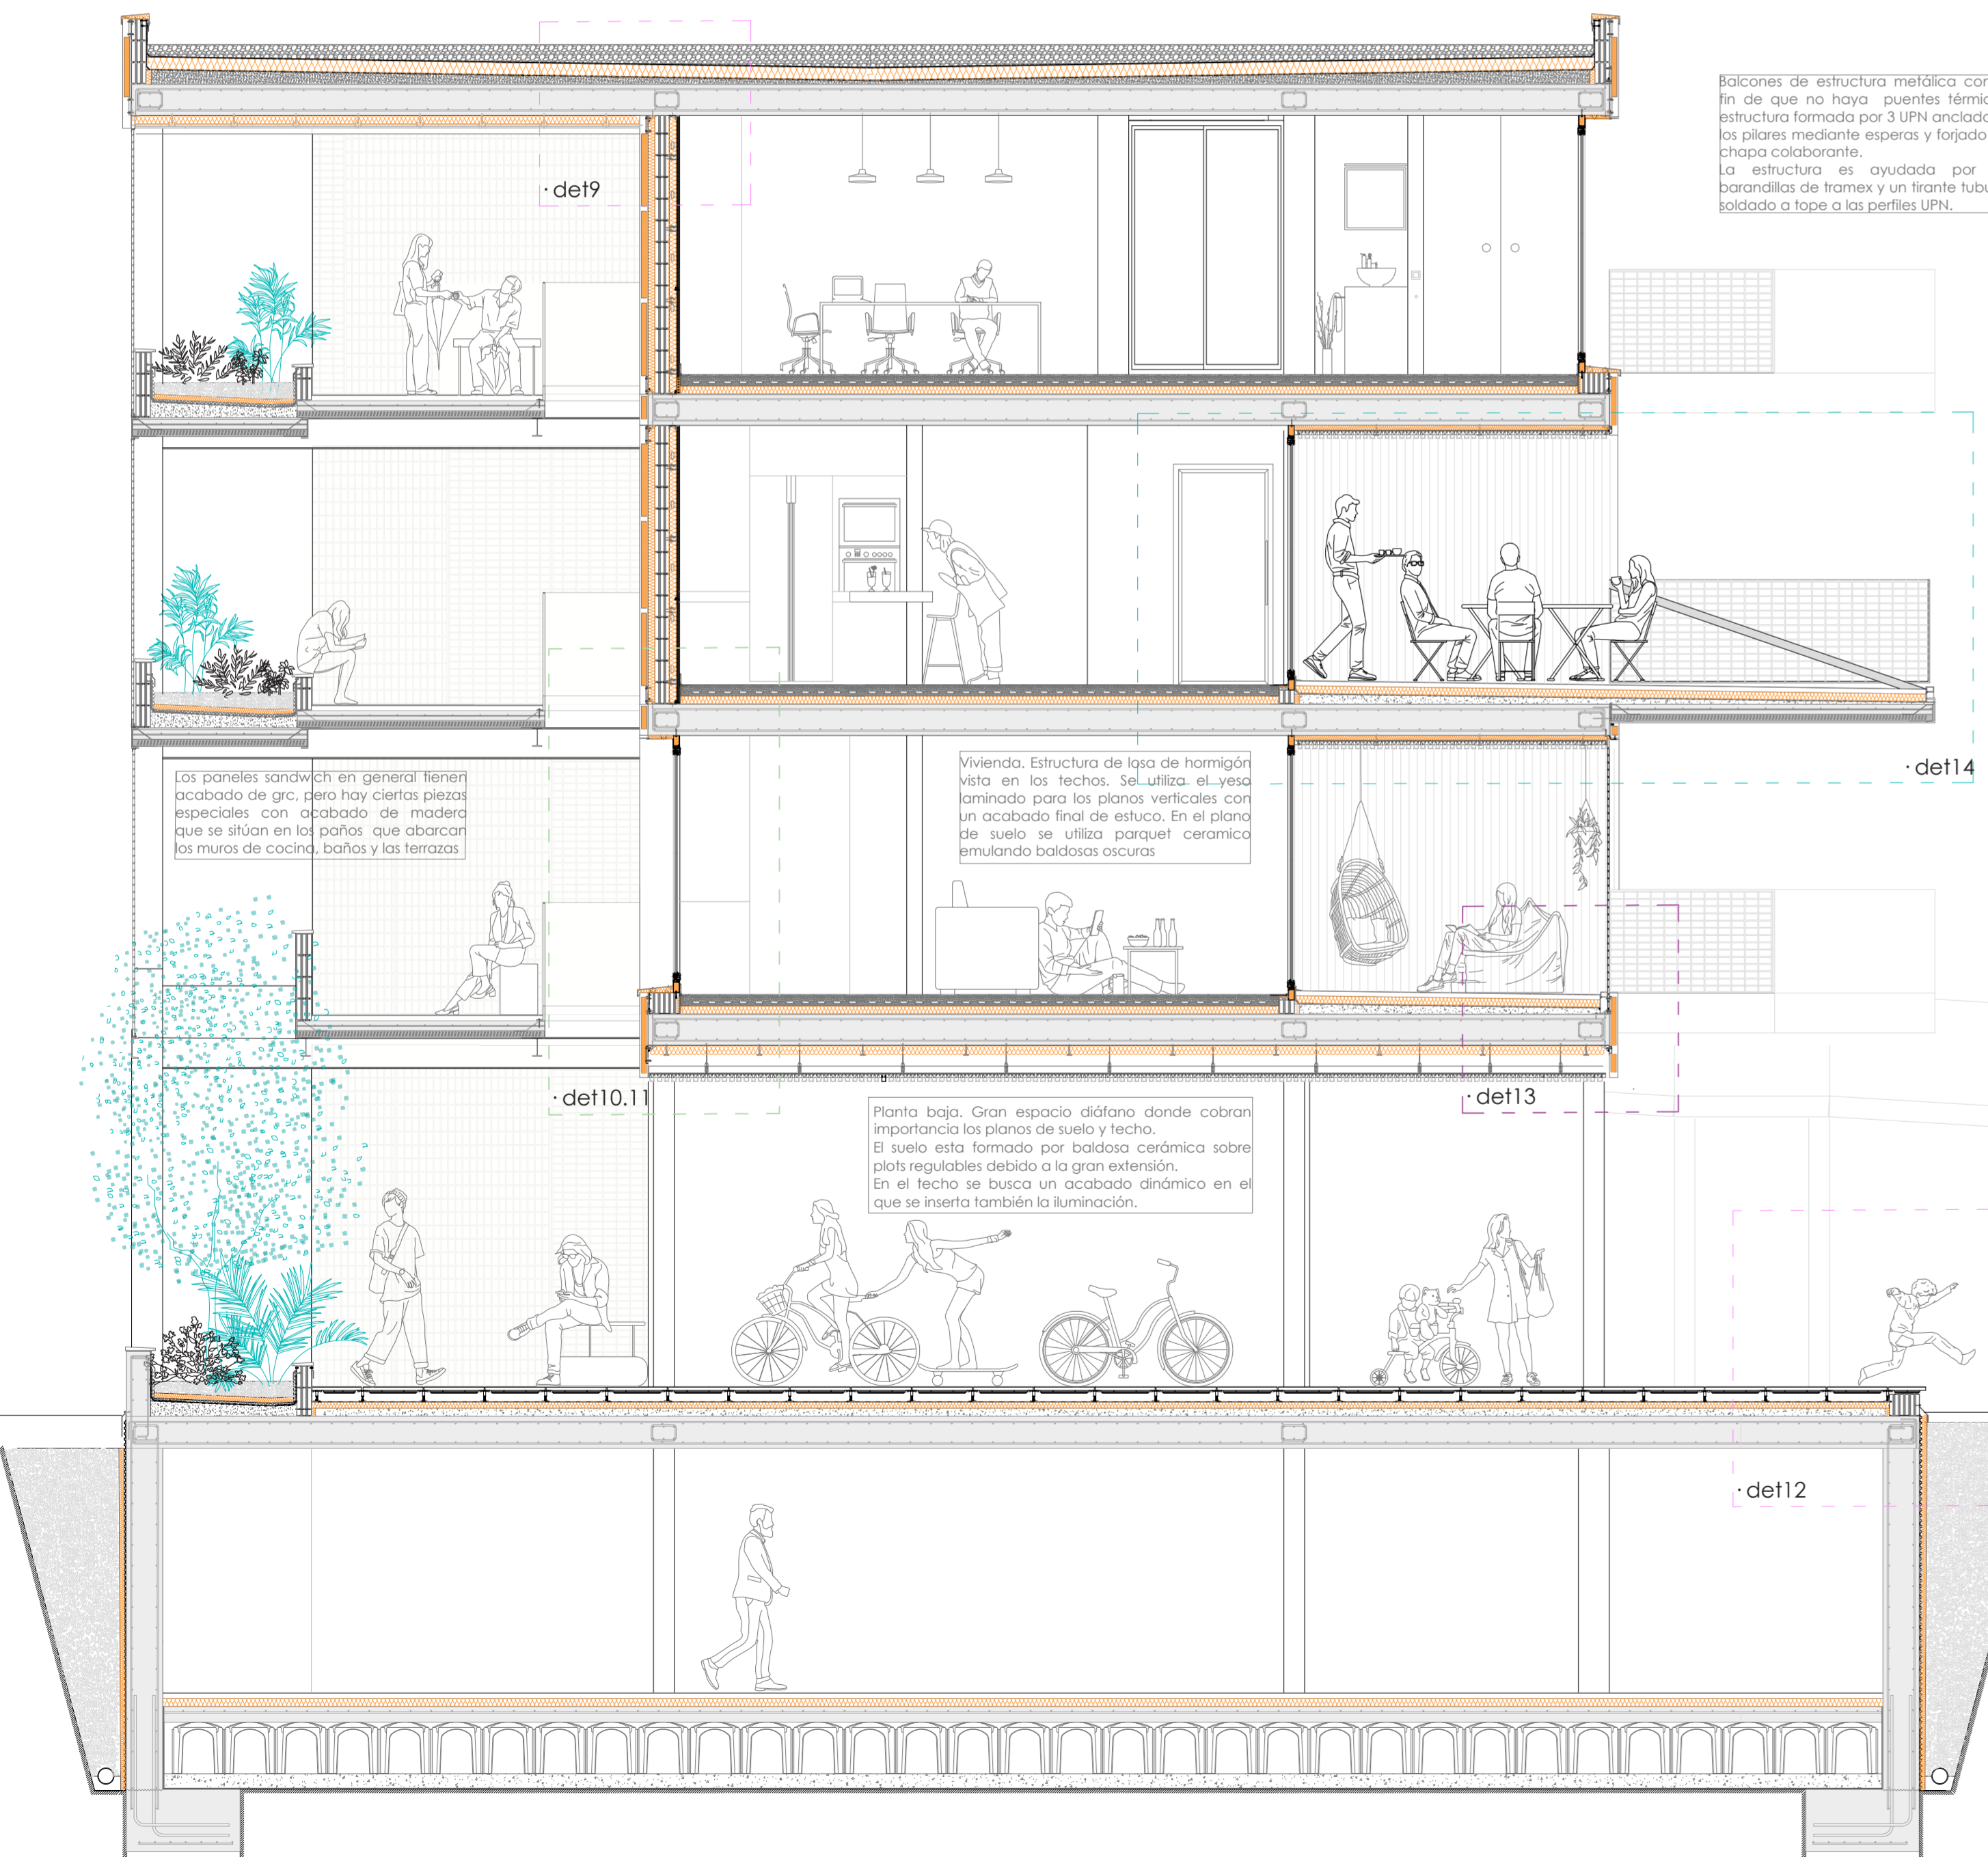 Balcones de estructura metálica con
fin de que no haya puentes
estructura formada por 3 UPN
los pilares mediante esperas y forjado
chapa colaborante.
La estructura es ayudada por
barandillas de tramex y un tirante
soldado a tope a las perfiles UPN.
· det9
· det14
Los paneles sandwich en general tienen
acabado de grc, pero hay ciertas piezas
especiales con acabado de madera
que se sitúan en los paños que abarcan
los muros de cocina, baños y las terrazas
Vivienda. Estructura de losa de hormigón
vista en los techos. Se utiliza el yeso
laminado para los planos verticales con
un acabado final de estuco. En el plano
de suelo se utiliza parquet ceramico
emulando baldosas oscuras
· det10.11
· det13
Planta baja. Gran espacio diáfano donde cobran
importancia los planos de suelo y techo.
El suelo esta formado por baldosa cerámica sobre
plots regulables debido a la gran extensión.
En el techo se busca un acabado dinámico en el
que se inserta también la iluminación.
· det12